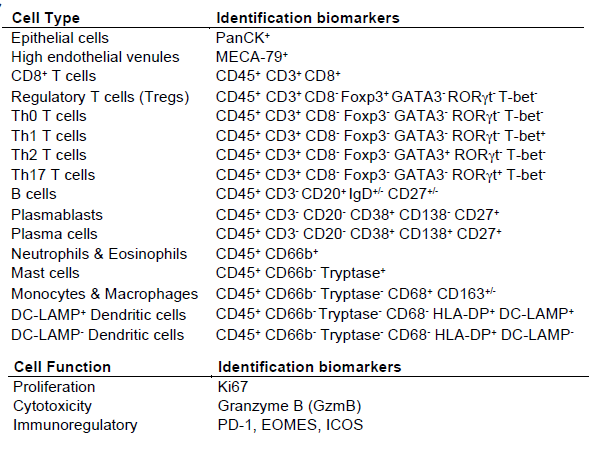 Cell Type Identification biomarkers
Epithelial cells PanCK⁺
High endothelial venules MECA-79⁺
CD8⁺ T cells CD45⁺ CD3⁺ CD8⁺
Regulatory T cells (Tregs) CD45⁺ CD3⁺ CD8⁻ Foxp3⁺ GATA3⁻ RORγt⁻ T-bet⁻
Th0 T cells CD45⁺ CD3⁺ CD8⁻ Foxp3⁻ GATA3⁻ RORγt⁻ T-bet⁻
Th1 T cells CD45⁺ CD3⁺ CD8⁻ Foxp3⁻ GATA3⁻ RORγt⁻ T-bet⁺
Th2 T cells CD45⁺ CD3⁺ CD8⁻ Foxp3⁻ GATA3⁺ RORγt⁻ T-bet⁻
Th17 T cells CD45⁺ CD3⁺ CD8⁻ Foxp3⁻ GATA3⁻ RORγt⁺ T-bet⁻
B cells CD45⁺ CD3⁻ CD20⁺ IgD⁺/⁻ CD27⁺/⁻
Plasmablasts CD45⁺ CD3⁻ CD20⁻ CD38⁺ CD138⁻ CD27⁺
Plasma cells CD45⁺ CD3⁻ CD20⁻ CD38⁺ CD138⁺ CD27⁺
Neutrophils & Eosinophils CD45⁺ CD66b⁺
Mast cells CD45⁺ CD66b⁻ Tryptase⁺
Monocytes & Macrophages CD45⁺ CD66b⁻ Tryptase⁻ CD68⁺ CD163⁺/⁻
DC-LAMP⁺ Dendritic cells CD45⁺ CD66b⁻ Tryptase⁻ CD68⁻ HLA-DP⁺ DC-LAMP⁺
DC-LAMP⁻ Dendritic cells CD45⁺ CD66b⁻ Tryptase⁻ CD68⁻ HLA-DP⁺ DC-LAMP⁻
Cell Function Identification biomarkers
Proliferation Ki67
Cytotoxicity Granzyme B (GzmB)
Immunoregulatory PD-1, EOMES, ICOS